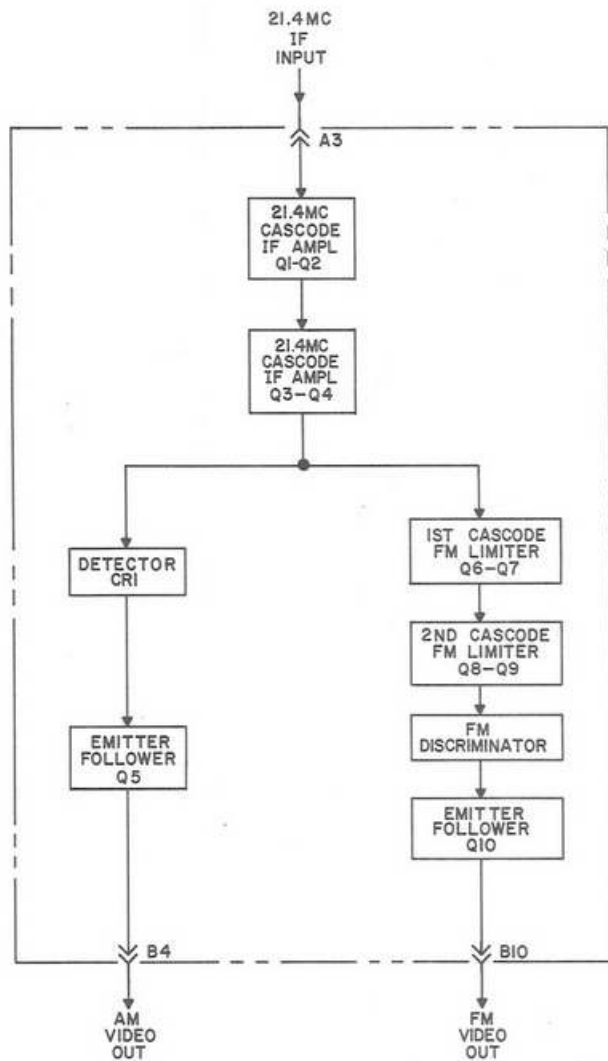 21.4MC
IF
INPUT
A3
21.4MC
CASCODE
IF AMPL
Q1-Q2
21.4MC
CASCODE
IF AMPL
Q3-Q4
DETECTOR
CR1
EMITTER
FOLLOWER
Q5
B4
AM
VIDEO
OUT
1ST CASCODE
FM LIMITER
Q6-Q7
2ND CASCODE
FM LIMITER
Q8-Q9
FM
DISCRIMINATOR
EMITTER
FOLLOWER
Q10
B10
FM
VIDEO
OUT